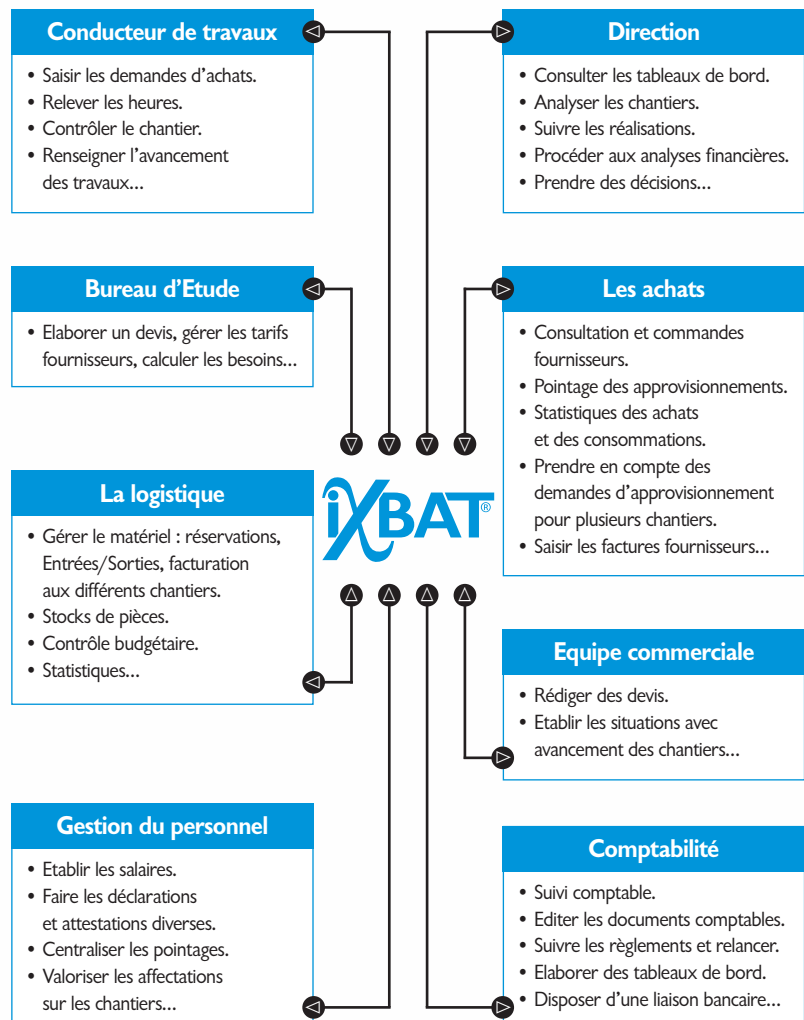 Conducteur de travaux
• Saisir les demandes d'achats.
• Relever les heures.
• Contrôler le chantier.
• Renseigner l'avancement
des travaux...
Direction
• Consulter les tableaux de bord.
• Analyser les chantiers.
• Suivre les réalisations.
• Procéder aux analyses financières.
• Prendre des décisions...
Bureau d'Etude
• Elaborer un devis, gérer les tarifs
fournisseurs, calculer les besoins...
Les achats
• Consultation et commandes
fournisseurs.
• Pointage des approvisionnements.
• Statistiques des achats
et des consommations.
• Prendre en compte des
demandes d'approvisionnement
pour plusieurs chantiers.
• Saisir les factures fournisseurs...
La logistique
• Gérer le matériel : réservations,
Entrées/Sorties, facturation
aux différents chantiers.
• Stocks de pièces.
• Contrôle budgétaire.
• Statistiques...
iXBAT®
Equipe commerciale
• Rédiger des devis.
• Etablir les situations avec
avancement des chantiers...
Gestion du personnel
• Etablir les salaires.
• Faire les déclarations
et attestations diverses.
• Centraliser les pointages.
• Valoriser les affectations
sur les chantiers...
Comptabilité
• Suivi comptable.
• Editer les documents comptables.
• Suivre les règlements et relancer.
• Elaborer des tableaux de bord.
• Disposer d'une liaison bancaire...